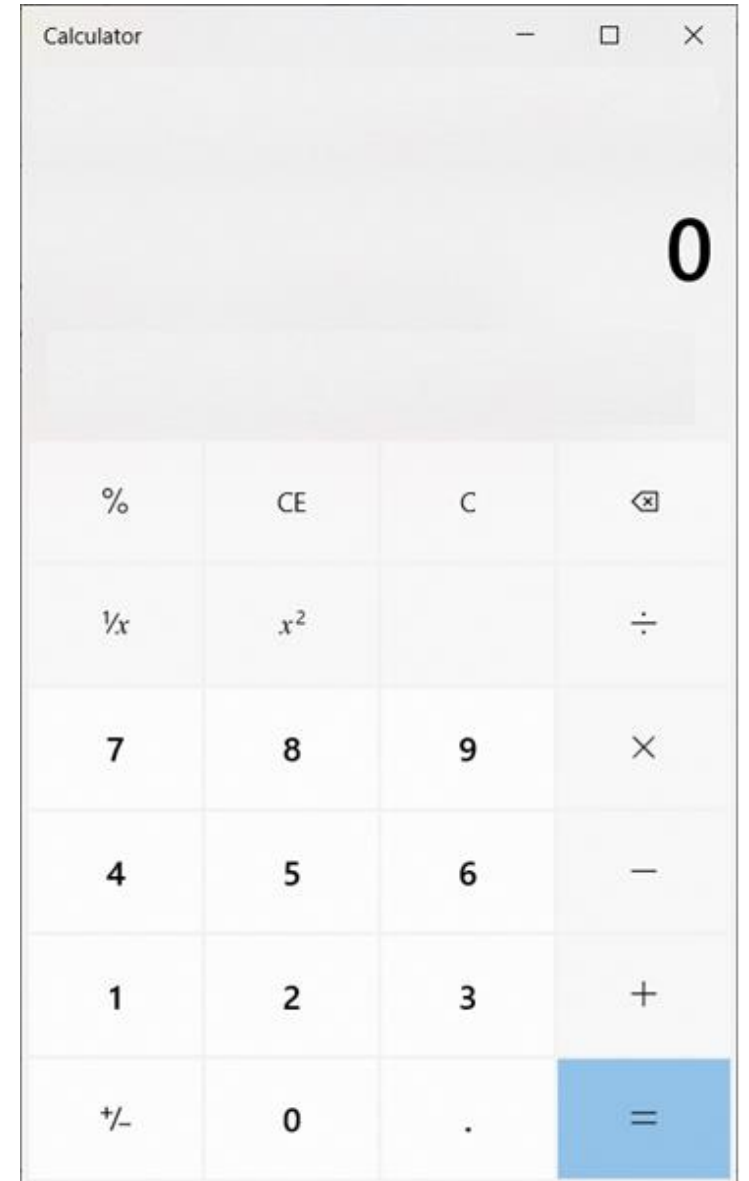 Calculator
0
% CE C
¹/x x²  ÷
7 8 9 ×
4 5 6 −
1 2 3 +
+/− 0 . =